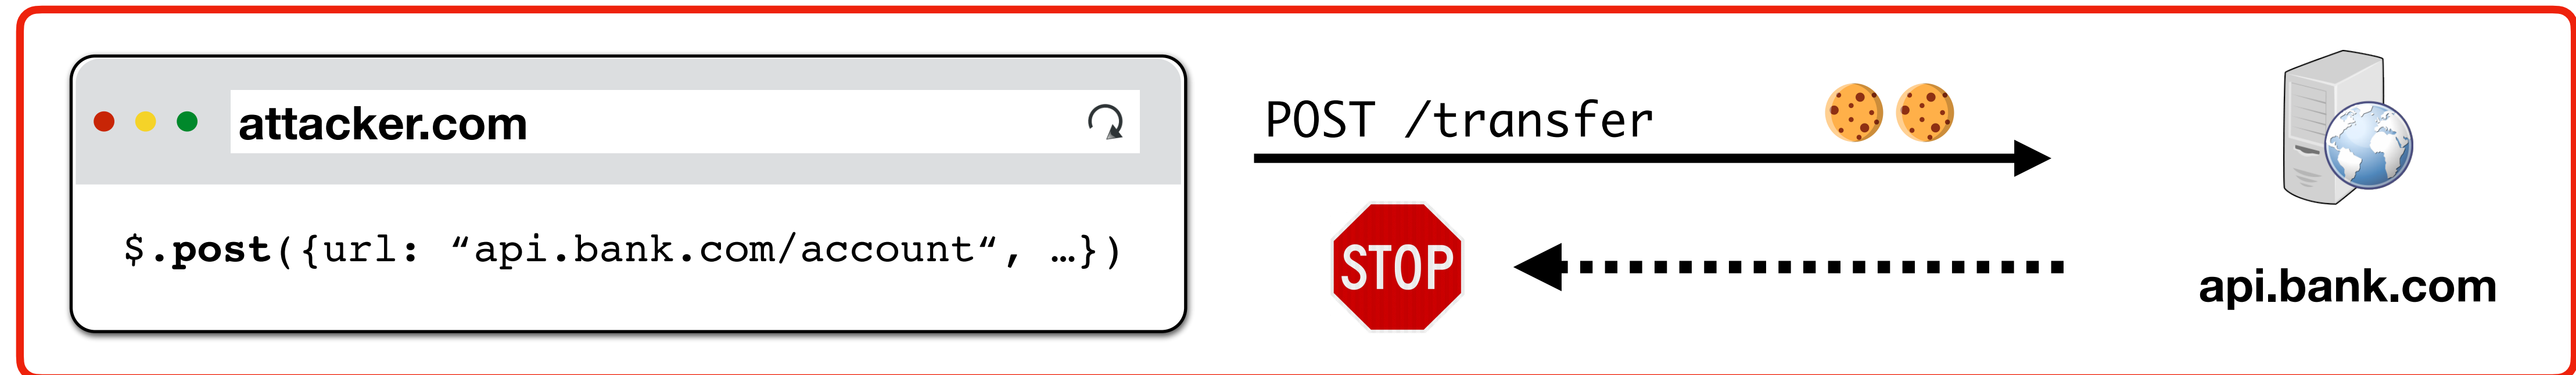 attacker.com
$.post({url: “api.bank.com/account“, …})
POST /transfer
STOP
api.bank.com